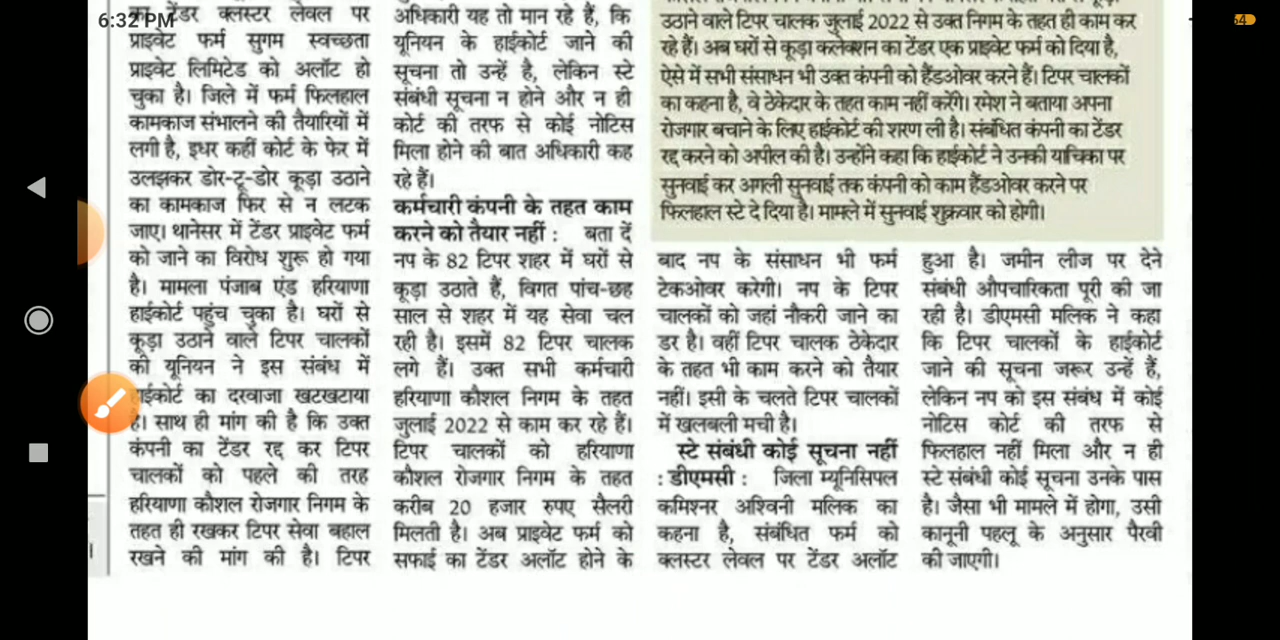 6:32 PM
64
का टेंडर क्लस्टर लेवल पर
प्राइवेट फर्म सुगम स्वच्छता
प्राइवेट लिमिटेड को अलॉट हो
चुका है। जिले में फर्म फिलहाल
कामकाज संभालने की तैयारियों में
लगी है, इधर कहीं कोर्ट के फेर में
उलझकर डोर-टू-डोर कूड़ा उठाने
का कामकाज फिर से न लटक
जाए। थानेसर में टेंडर प्राइवेट फर्म
को जाने का विरोध शुरू हो गया
है। मामला पंजाब एंड हरियाणा
हाईकोर्ट पहुंच चुका है। घरों से
कूड़ा उठाने वाले टिपर चालकों
की यूनियन ने इस संबंध में
हाईकोर्ट का दरवाजा खटखटाया
है। साथ ही मांग की है कि उक्त
कंपनी का टेंडर रद्द कर टिपर
चालकों को पहले की तरह
हरियाणा कौशल रोजगार निगम के
तहत ही रखकर टिपर सेवा बहाल
रखने की मांग की है। टिपर
अधिकारी यह तो मान रहे हैं, कि
यूनियन के हाईकोर्ट जाने की
सूचना तो उन्हें है, लेकिन स्टे
संबंधी सूचना न होने और न ही
कोर्ट की तरफ से कोई नोटिस
मिला होने की बात अधिकारी कह
रहे हैं।
कर्मचारी कंपनी के तहत काम
करने को तैयार नहीं : बता दें
नप के 82 टिपर शहर में घरों से
कूड़ा उठाते हैं, विगत पांच-छह
साल से शहर में यह सेवा चल
रही है। इसमें 82 टिपर चालक
लगे हैं। उक्त सभी कर्मचारी
हरियाणा कौशल निगम के तहत
जुलाई 2022 से काम कर रहे हैं।
टिपर चालकों को हरियाणा
कौशल रोजगार निगम के तहत
करीब 20 हजार रुपए सैलरी
मिलती है। अब प्राइवेट फर्म को
सफाई का टेंडर अलॉट होने के
उठाने वाले टिपर चालक जुलाई 2022 से उक्त निगम के तहत ही काम कर
रहे हैं। अब घरों से कूड़ा कलेक्शन का टेंडर एक प्राइवेट फर्म को दिया है,
ऐसे में सभी संसाधन भी उक्त कंपनी को हैंडओवर करने हैं। टिपर चालकों
का कहना है, वे ठेकेदार के तहत काम नहीं करेंगे। रमेश ने बताया अपना
रोजगार बचाने के लिए हाईकोर्ट की शरण ली है। संबंधित कंपनी का टेंडर
रद्द करने को अपील की है। उन्होंने कहा कि हाईकोर्ट ने उनकी याचिका पर
सुनवाई कर अगली सुनवाई तक कंपनी को काम हैंडओवर करने पर
फिलहाल स्टे दे दिया है। मामले में सुनवाई शुक्रवार को होगी।
बाद नप के संसाधन भी फर्म
टेकओवर करेगी। नप के टिपर
चालकों को जहां नौकरी जाने का
डर है। वहीं टिपर चालक ठेकेदार
के तहत भी काम करने को तैयार
नहीं। इसी के चलते टिपर चालकों
में खलबली मची है।
स्टे संबंधी कोई सूचना नहीं
: डीएमसी : जिला म्यूनिसिपल
कमिश्नर अश्विनी मलिक का
कहना है, संबंधित फर्म को
क्लस्टर लेवल पर टेंडर अलॉट
हुआ है। जमीन लीज पर देने
संबंधी औपचारिकता पूरी की जा
रही है। डीएमसी मलिक ने कहा
कि टिपर चालकों के हाईकोर्ट
जाने की सूचना जरूर उन्हें हैं,
लेकिन नप को इस संबंध में कोई
नोटिस कोर्ट की तरफ से
फिलहाल नहीं मिला और न ही
स्टे संबंधी कोई सूचना उनके पास
है। जैसा भी मामले में होगा, उसी
कानूनी पहलू के अनुसार पैरवी
की जाएगी।